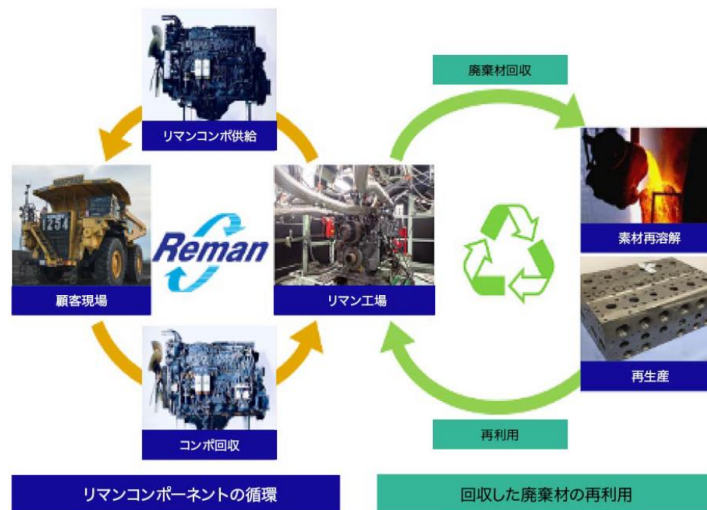 リマンコンポ供給
廃棄材回収
1254
Reman
顧客現場
リマン工場
素材再溶解
再生産
コンポ回収
再利用
リマンコンポーネントの循環
回収した廃棄材の再利用